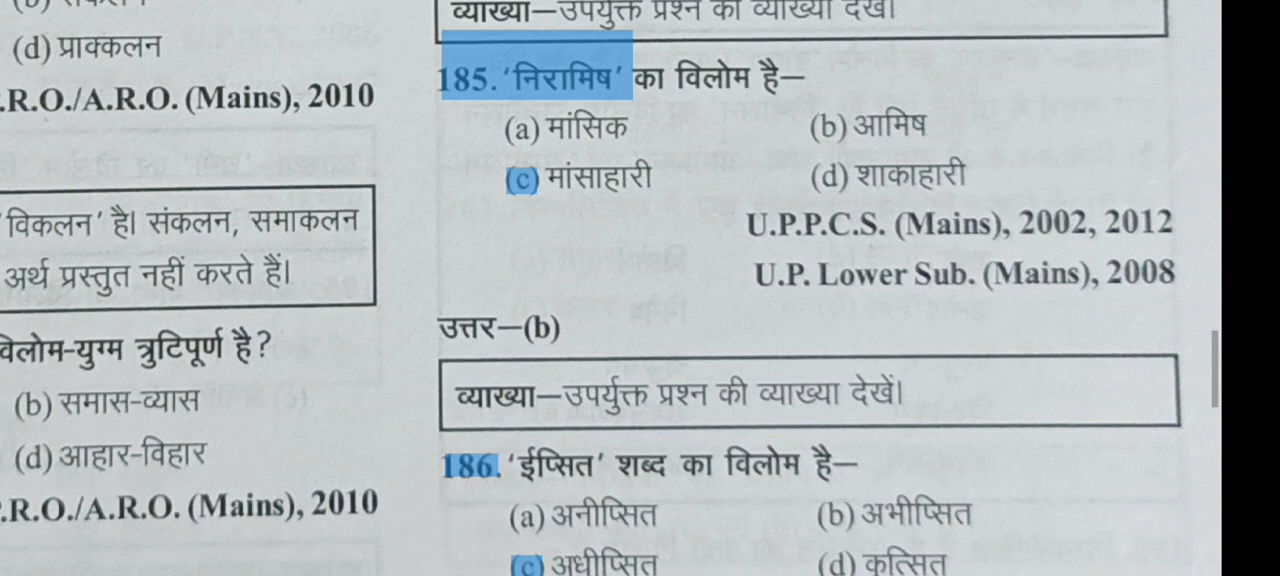 (d) प्राक्कलन
.R.O./A.R.O. (Mains), 2010
'विकलन' है। संकलन, समाकलन
अर्थ प्रस्तुत नहीं करते हैं।
विलोम-युग्म त्रुटिपूर्ण है?
(b) समास-व्यास
(d) आहार-विहार
.R.O./A.R.O. (Mains), 2010
व्याख्या—उपर्युक्त प्रश्न की व्याख्या देखें।
185. 'निरामिष' का विलोम है—
(a) मांसिक (b) आमिष
(c) मांसाहारी (d) शाकाहारी
U.P.P.C.S. (Mains), 2002, 2012
U.P. Lower Sub. (Mains), 2008
उत्तर—(b)
व्याख्या—उपर्युक्त प्रश्न की व्याख्या देखें।
186. 'ईप्सित' शब्द का विलोम है—
(a) अनीप्सित (b) अभीप्सित
(c) अधीप्सित (d) कुत्सित